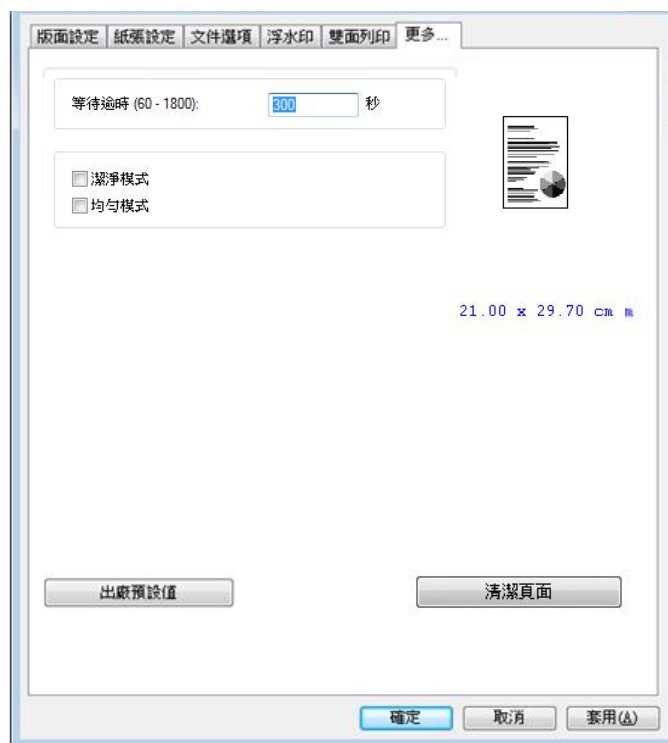 版面設定 紙張設定 文件選項 浮水印 雙面列印 更多...
等待逾時 (60 - 1800): 300 秒
潔淨模式
均勻模式
21.00 x 29.70 cm m
出廠預設值 清潔頁面
確定 取消 套用(A)